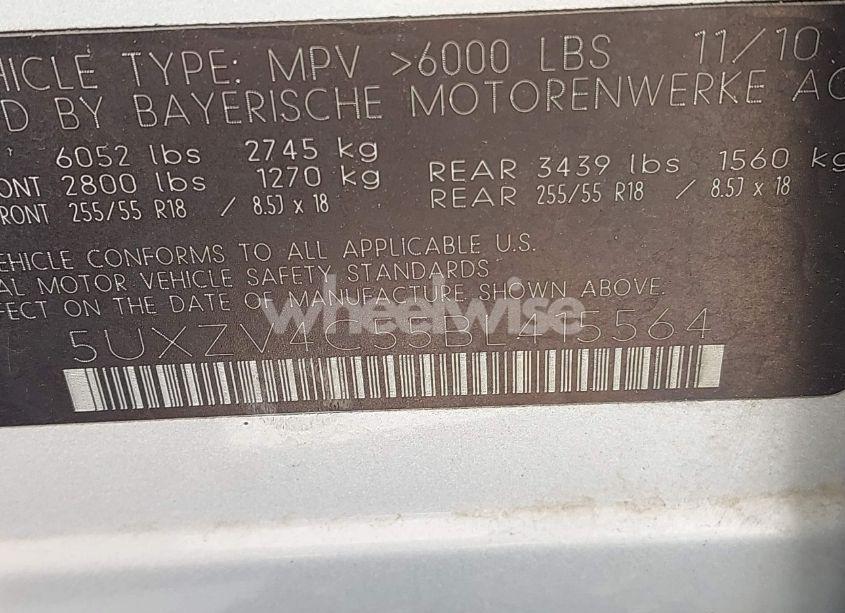 HICLE TYPE: MPV >6000 LBS 11/10
D BY BAYERISCHE MOTORENWERKE AG
6052 lbs 2745 kg
ONT 2800 lbs 1270 kg REAR 3439 lbs 1560 kg
FRONT 255/55 R18 / 8.5J x 18 REAR 255/55 R18 / 8.5J x 18
EHICLE CONFORMS TO ALL APPLICABLE U.S.
AL MOTOR VEHICLE SAFETY STANDARDS
FECT ON THE DATE OF MANUFACTURE SHOWN ABOVE.
wheelwise
5UXZV4C55BL415564